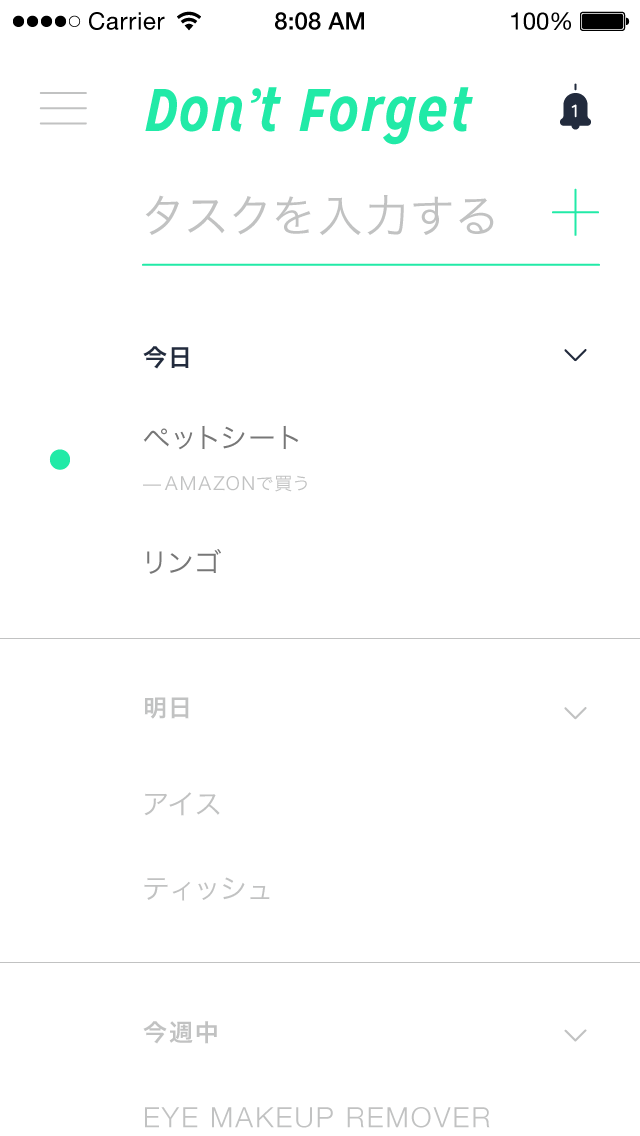 Carrier 8:08 AM 100%
Don't Forget 1
タスクを入力する
今日
ペットシート
—AMAZONで買う
リンゴ
明日
アイス
ティッシュ
今週中
EYE MAKEUP REMOVER